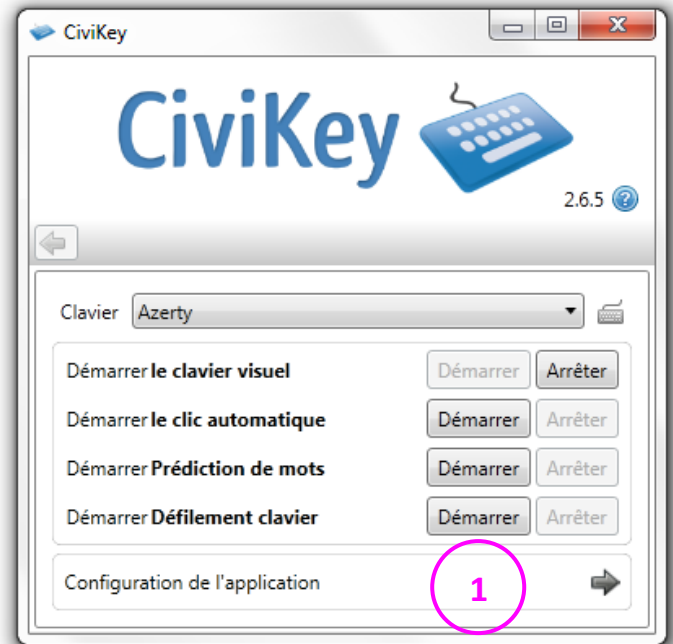 CiviKey
CiviKey
2.6.5
Clavier Azerty
Démarrer le clavier visuel Démarrer Arrêter
Démarrer le clic automatique Démarrer Arrêter
Démarrer Prédiction de mots Démarrer Arrêter
Démarrer Défilement clavier Démarrer Arrêter
Configuration de l'application 1